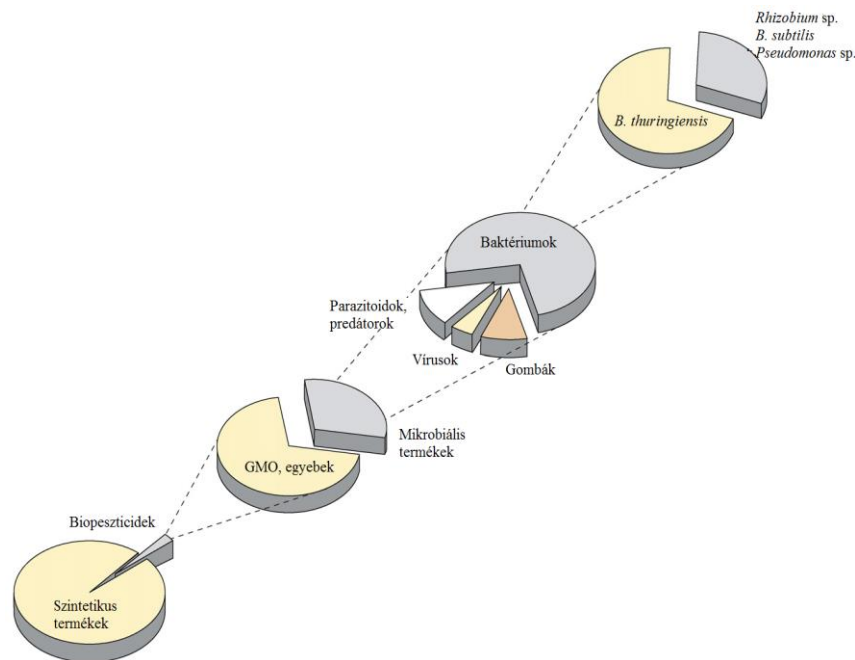 Rhizobium sp.
B. subtilis
Pseudomonas sp.
B. thuringiensis
Baktériumok
Parazitoidok,
predátorok
Vírusok
Gombák
Mikrobiális
termékek
GMO, egyebek
Biopeszticidek
Szintetikus
termékek